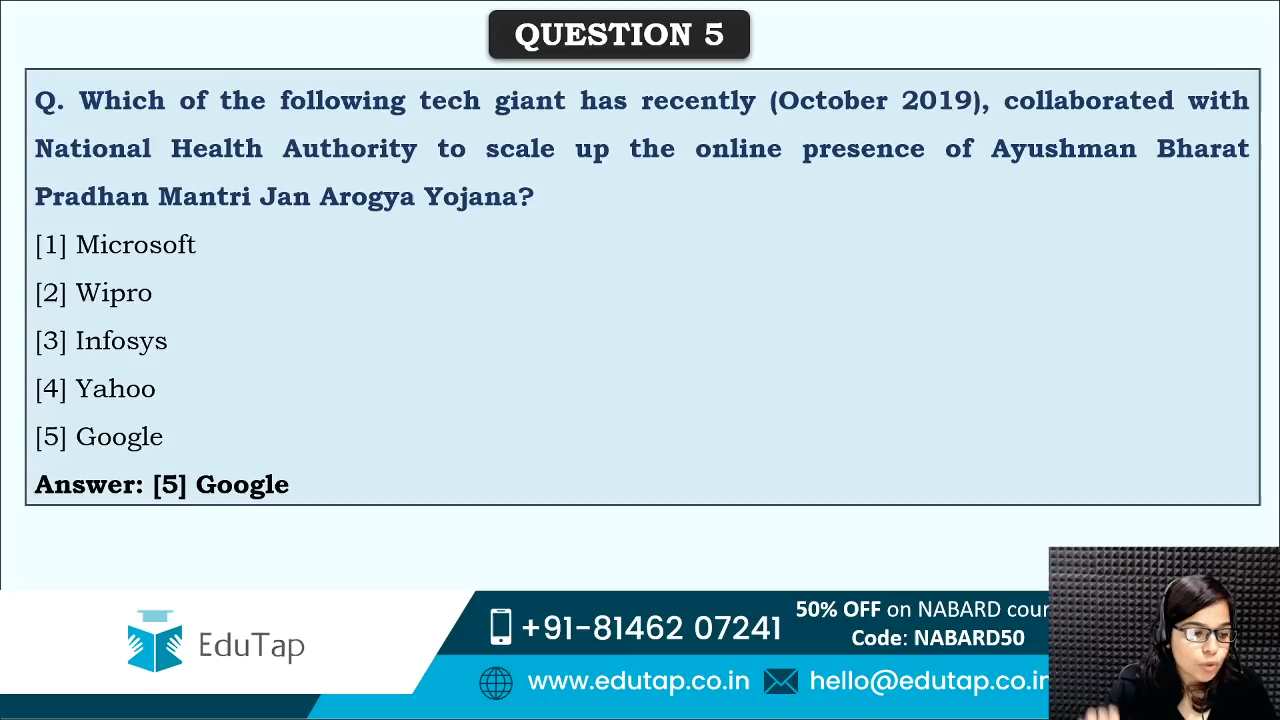 QUESTION 5
Q. Which of the following tech giant has recently (October 2019), collaborated with
National Health Authority to scale up the online presence of Ayushman Bharat
Pradhan Mantri Jan Arogya Yojana?
[1] Microsoft
[2] Wipro
[3] Infosys
[4] Yahoo
[5] Google
Answer: [5] Google
EduTap
+91-81462 07241
50% OFF on NABARD cour
Code: NABARD50
www.edutap.co.in
hello@edutap.co.in